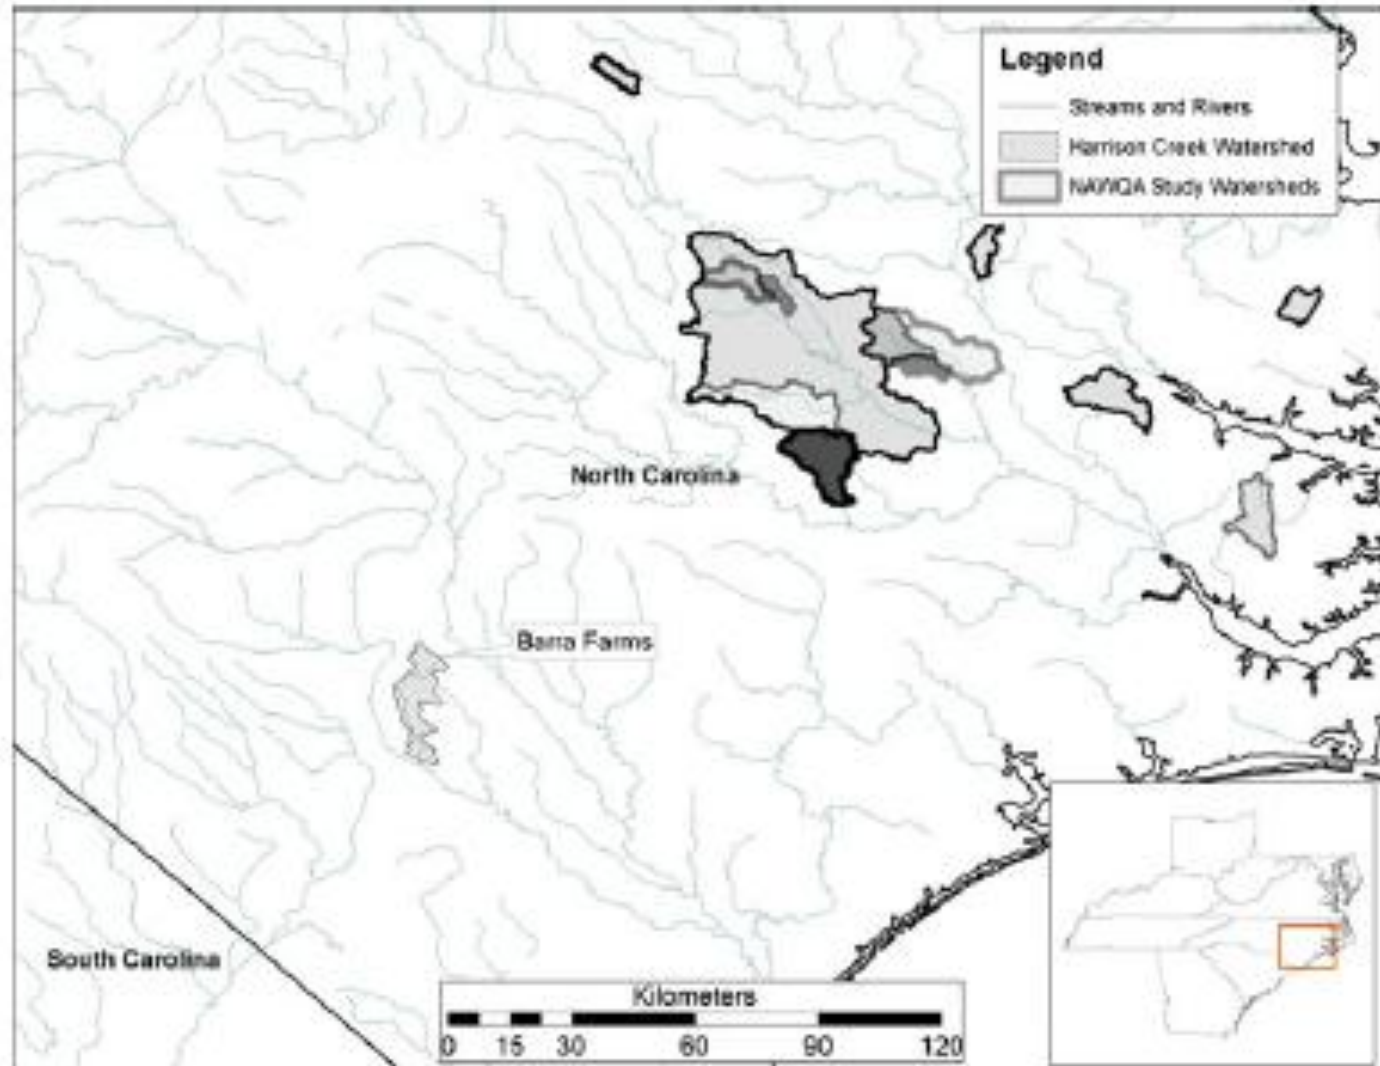 Legend
Streams and Rivers
Harrison Creek Watershed
NAWQA Study Watersheds
North Carolina
Barra Farms
South Carolina
Kilometers
0 15 30 60 90 120